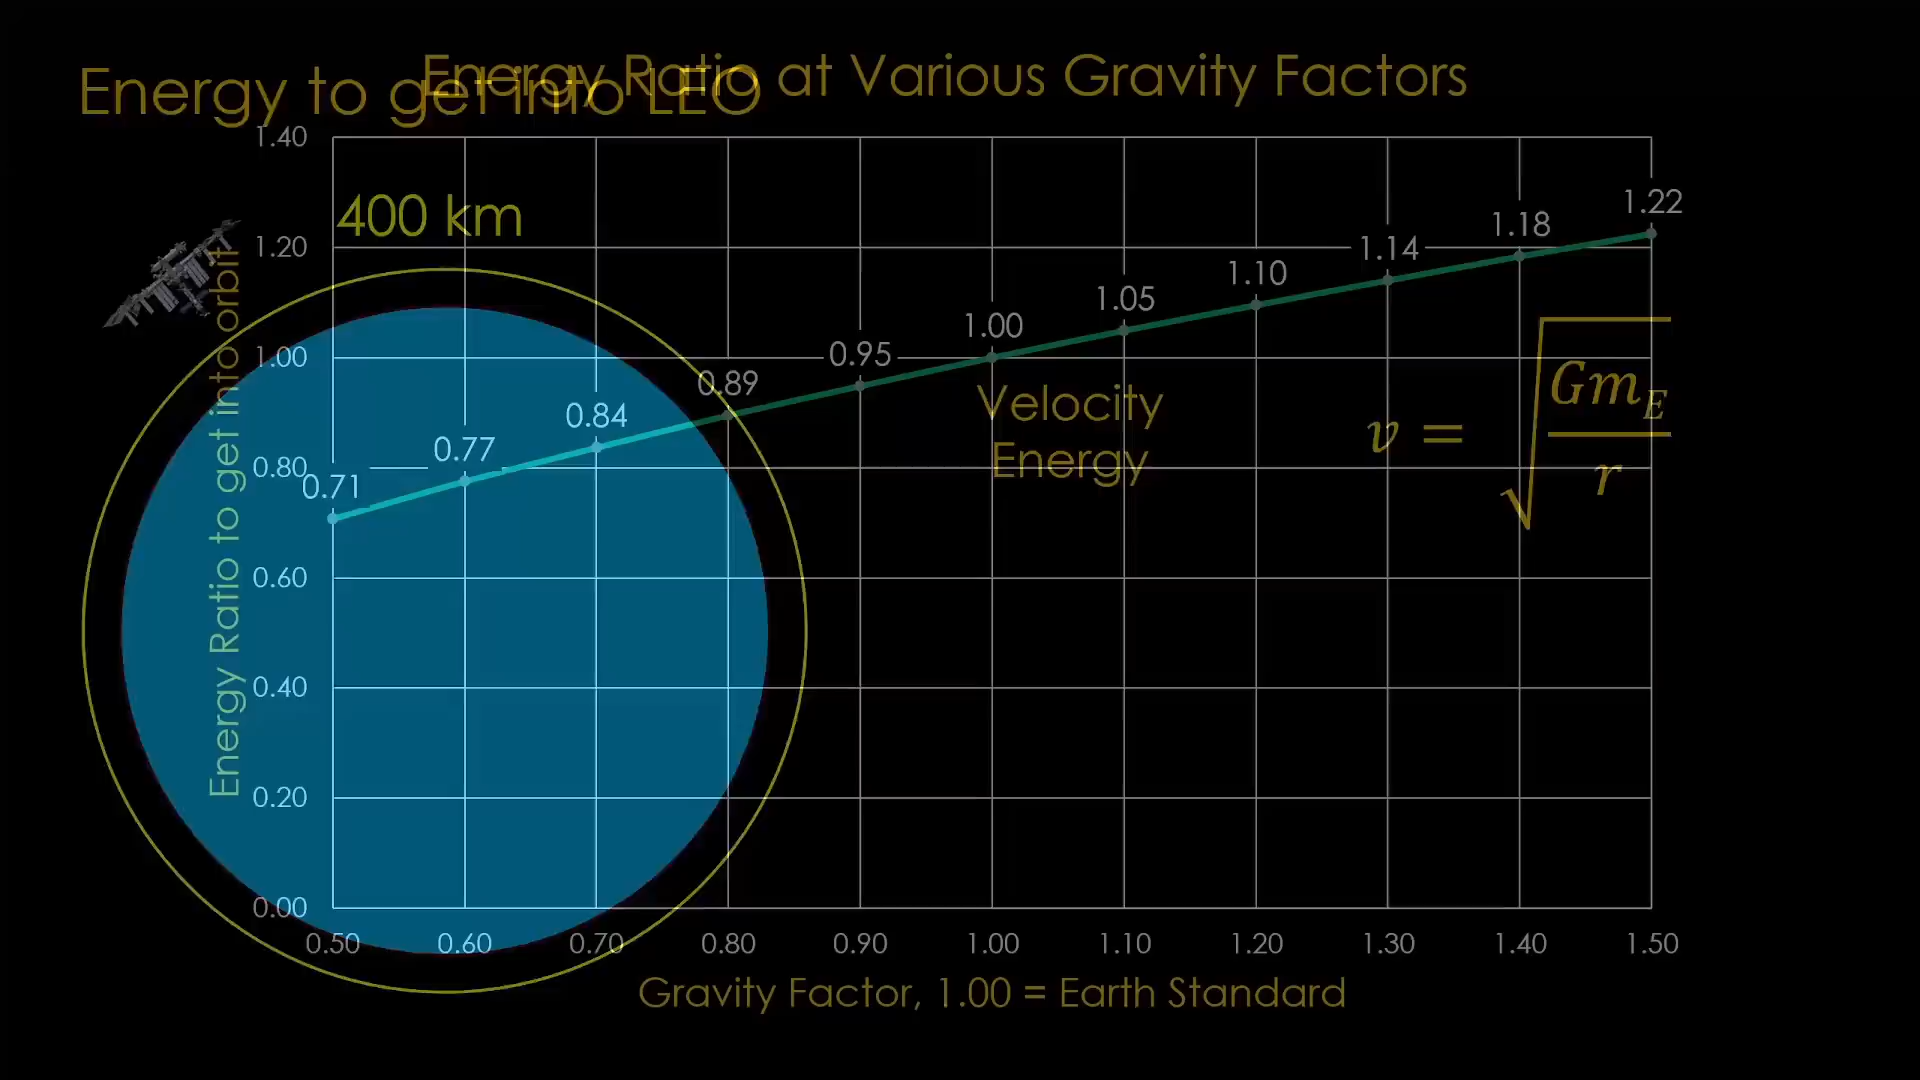 Energy to get into LEO
Energy Ratio at Various Gravity Factors
400 km
1.40
1.20
1.00
0.80
0.60
0.40
0.20
0.00
Energy Ratio to get into orbit
0.71
0.77
0.84
0.89
0.95
1.00
1.05
1.10
1.14
1.18
1.22
Velocity
Energy
v = √(Gm_E / r)
0.50 0.60 0.70 0.80 0.90 1.00 1.10 1.20 1.30 1.40 1.50
Gravity Factor, 1.00 = Earth Standard